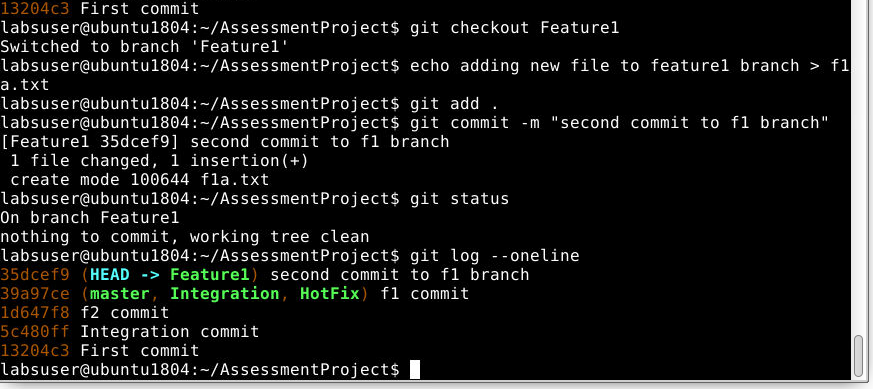 13204c3 First commit
labsuser@ubuntu1804:~/AssessmentProject$ git checkout Feature1
Switched to branch 'Feature1'
labsuser@ubuntu1804:~/AssessmentProject$ echo adding new file to feature1 branch > f1
a.txt
labsuser@ubuntu1804:~/AssessmentProject$ git add .
labsuser@ubuntu1804:~/AssessmentProject$ git commit -m "second commit to f1 branch"
[Feature1 35dcef9] second commit to f1 branch
 1 file changed, 1 insertion(+)
 create mode 100644 f1a.txt
labsuser@ubuntu1804:~/AssessmentProject$ git status
On branch Feature1
nothing to commit, working tree clean
labsuser@ubuntu1804:~/AssessmentProject$ git log --oneline
35dcef9 (HEAD -> Feature1) second commit to f1 branch
39a97ce (master, Integration, HotFix) f1 commit
1d647f8 f2 commit
5c480ff Integration commit
13204c3 First commit
labsuser@ubuntu1804:~/AssessmentProject$